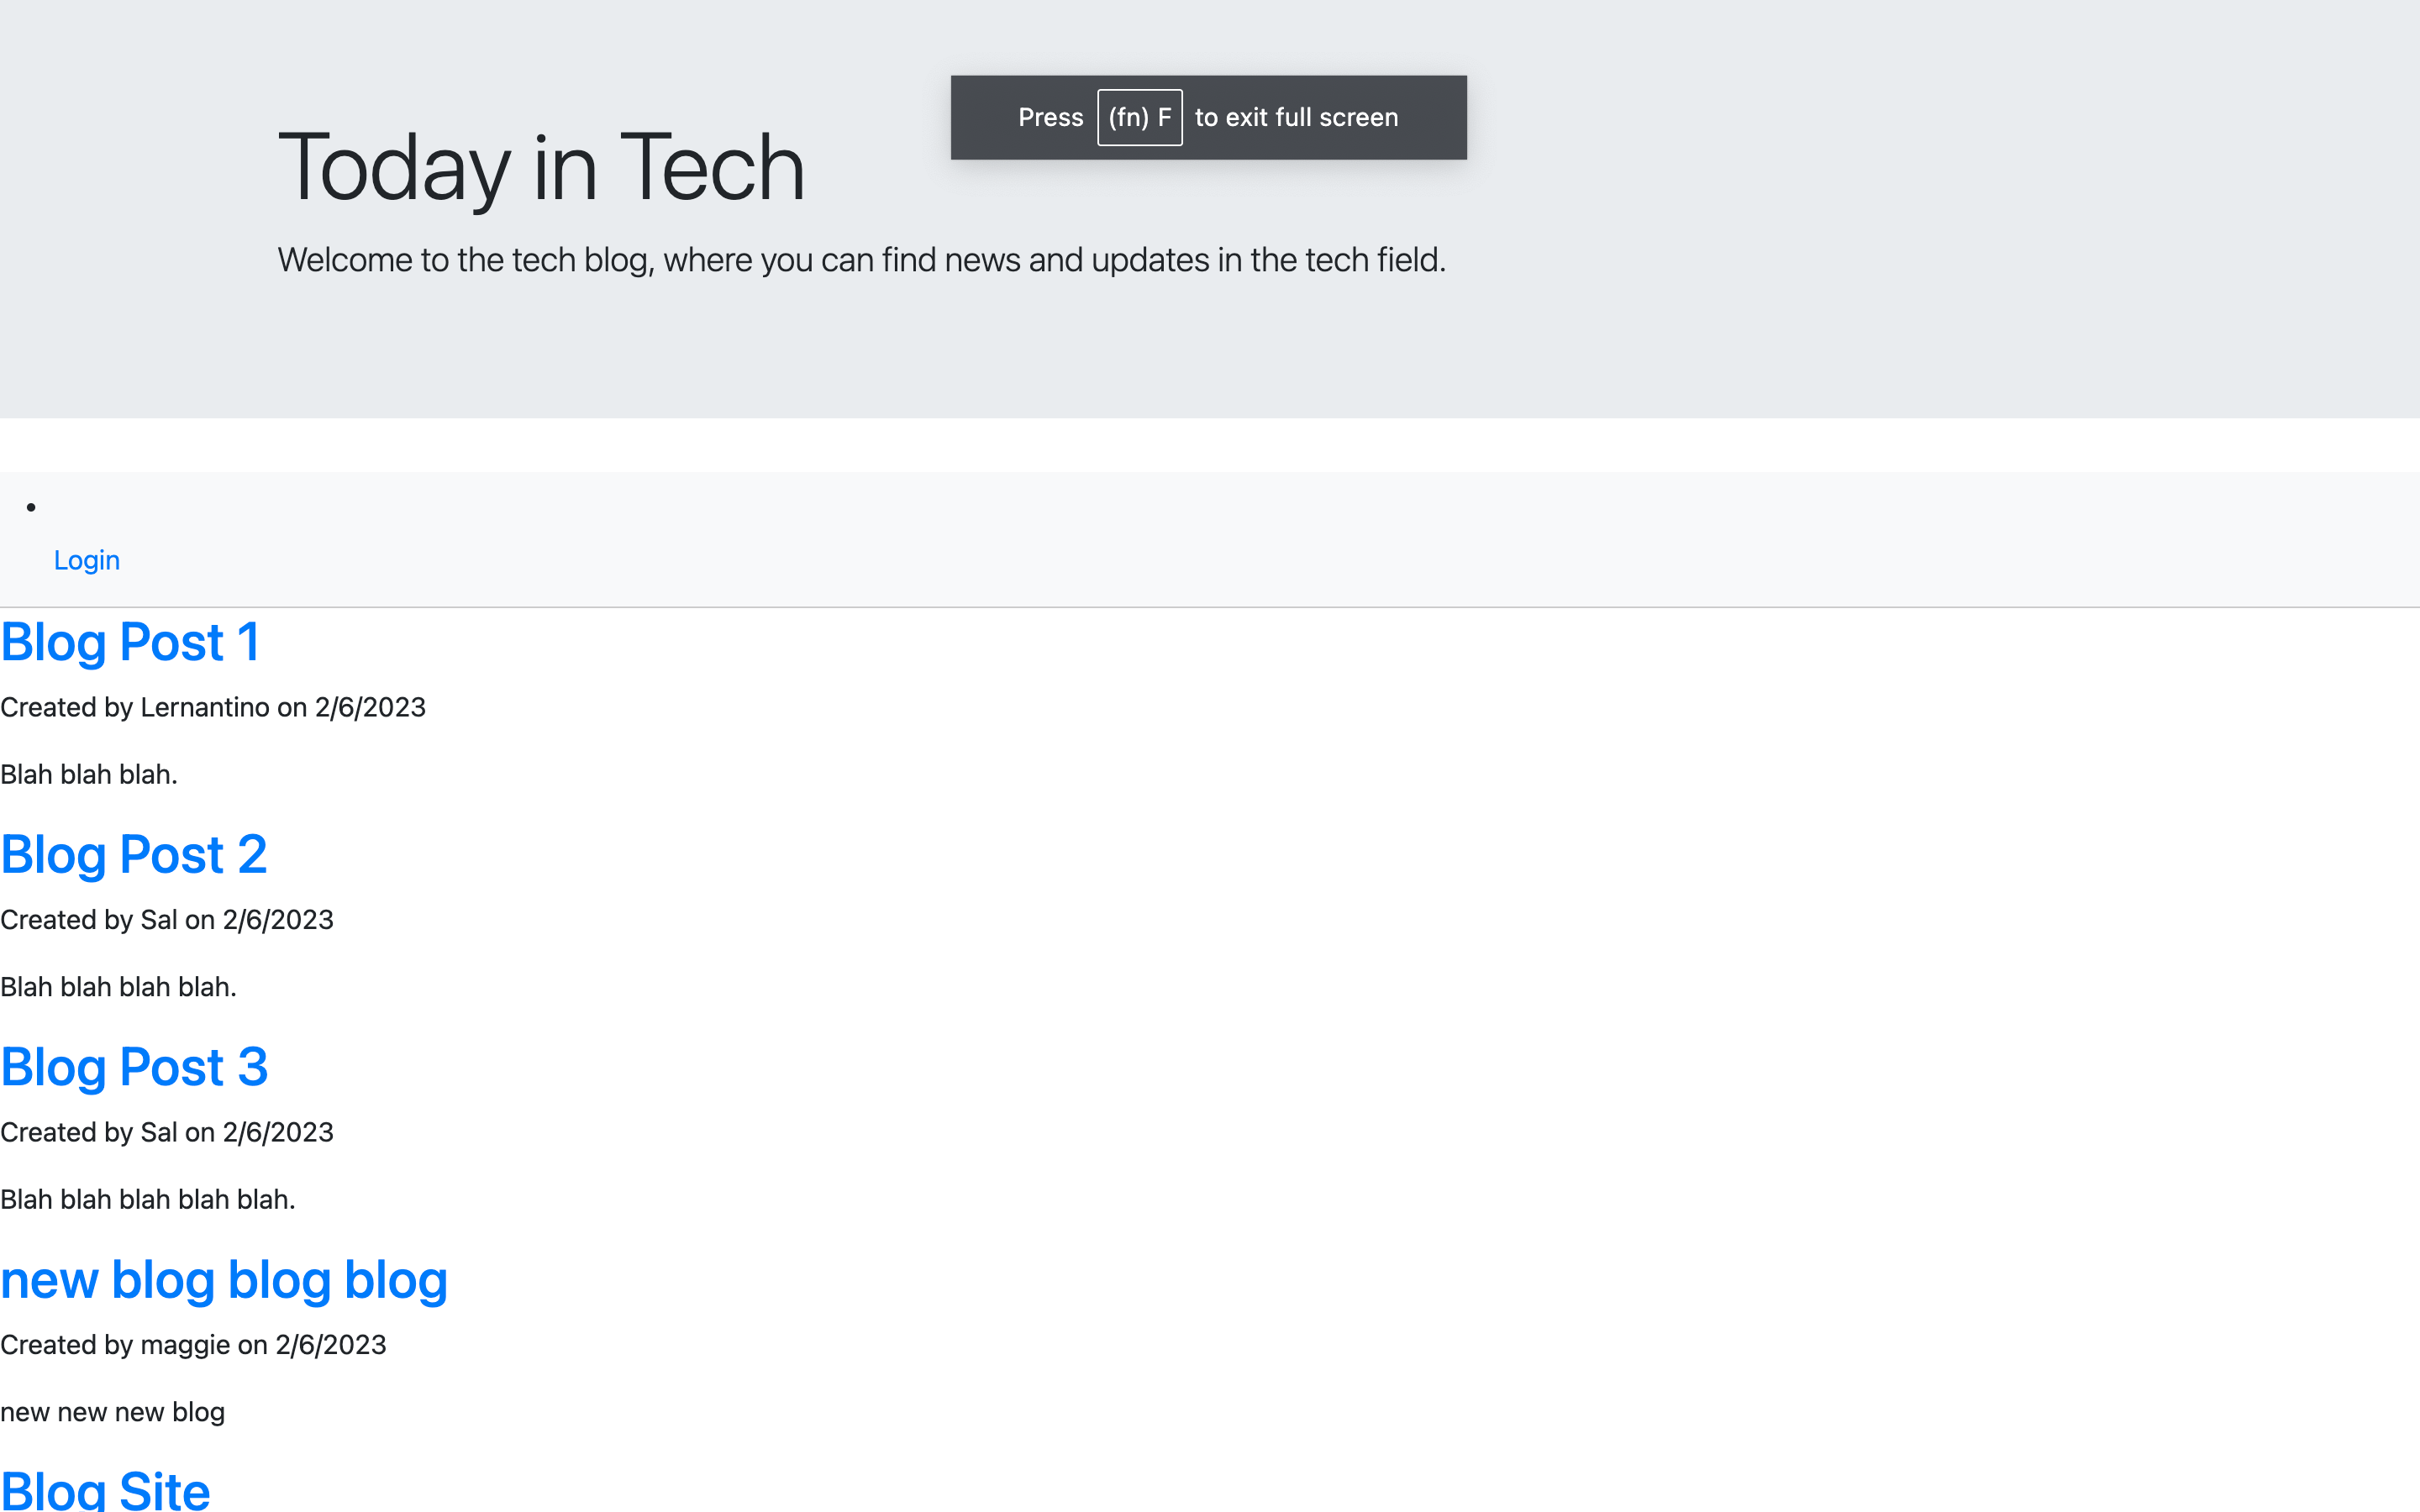 Press (fn) F to exit full screen
Today in Tech
Welcome to the tech blog, where you can find news and updates in the tech field.
Login
Blog Post 1
Created by Lernantino on 2/6/2023
Blah blah blah.
Blog Post 2
Created by Sal on 2/6/2023
Blah blah blah blah.
Blog Post 3
Created by Sal on 2/6/2023
Blah blah blah blah blah.
new blog blog blog
Created by maggie on 2/6/2023
new new new blog
Blog Site